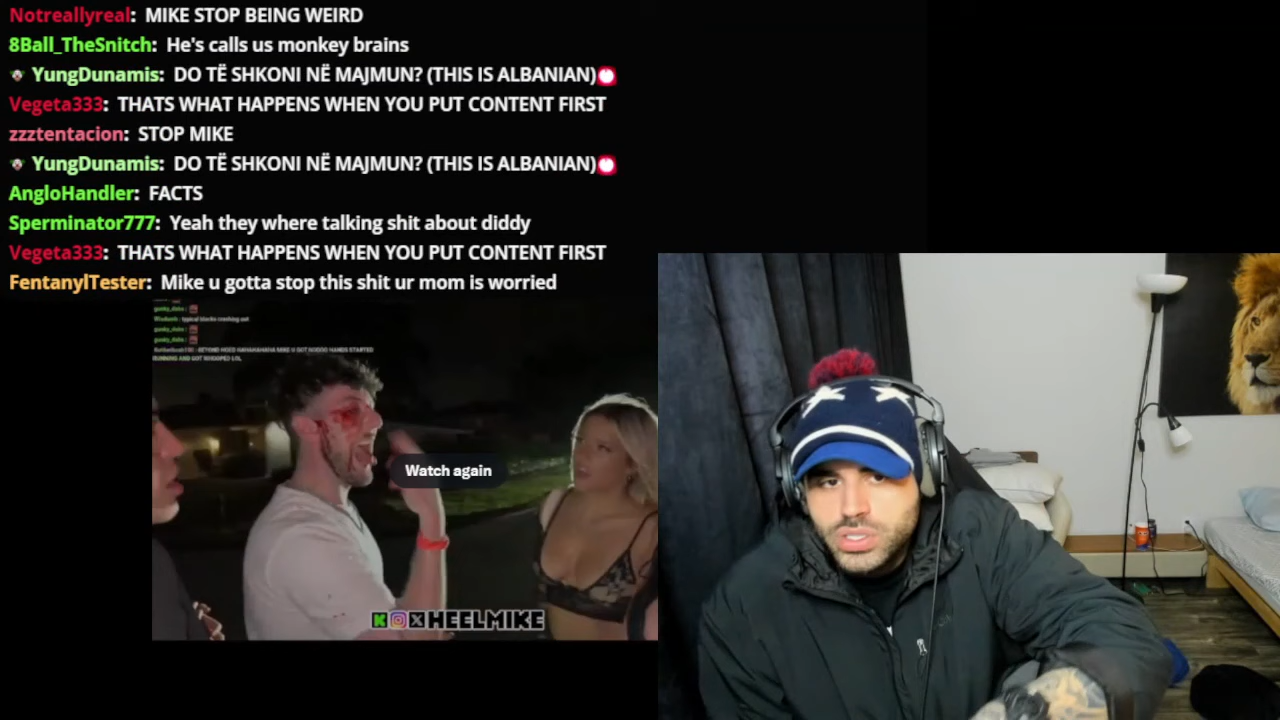 Notreallyreal: MIKE STOP BEING WEIRD
8Ball_TheSnitch: He's calls us monkey brains
YungDunamis: DO TË SHKONI NË MAJMUN? (THIS IS ALBANIAN)
Vegeta333: THATS WHAT HAPPENS WHEN YOU PUT CONTENT FIRST
zzztentacion: STOP MIKE
YungDunamis: DO TË SHKONI NË MAJMUN? (THIS IS ALBANIAN)
AngloHandler: FACTS
Sperminator777: Yeah they where talking shit about diddy
Vegeta333: THATS WHAT HAPPENS WHEN YOU PUT CONTENT FIRST
FentanylTester: Mike u gotta stop this shit ur mom is worried
Watch again
K X HEELMIKE